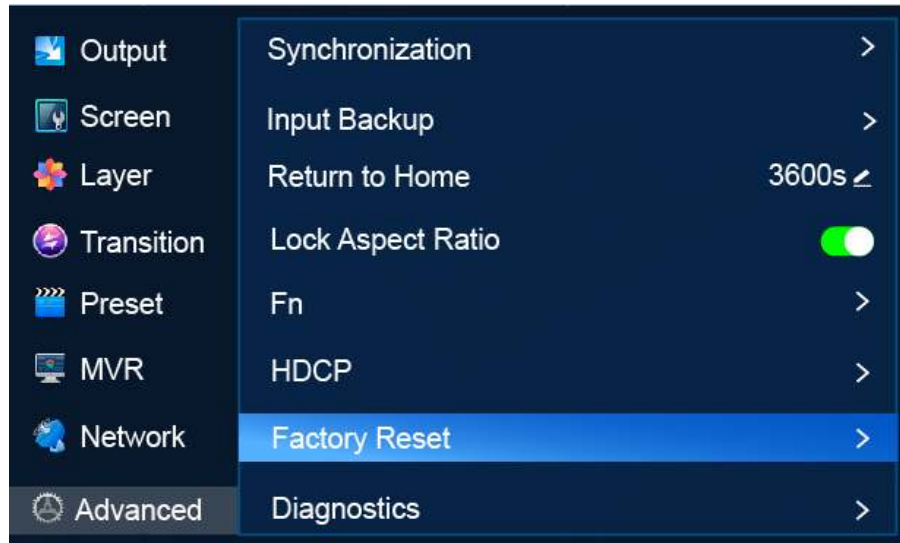 Output
Screen
Layer
Transition
Preset
MVR
Network
Advanced
Synchronization >
Input Backup >
Return to Home 3600s
Lock Aspect Ratio
Fn >
HDCP >
Factory Reset >
Diagnostics >